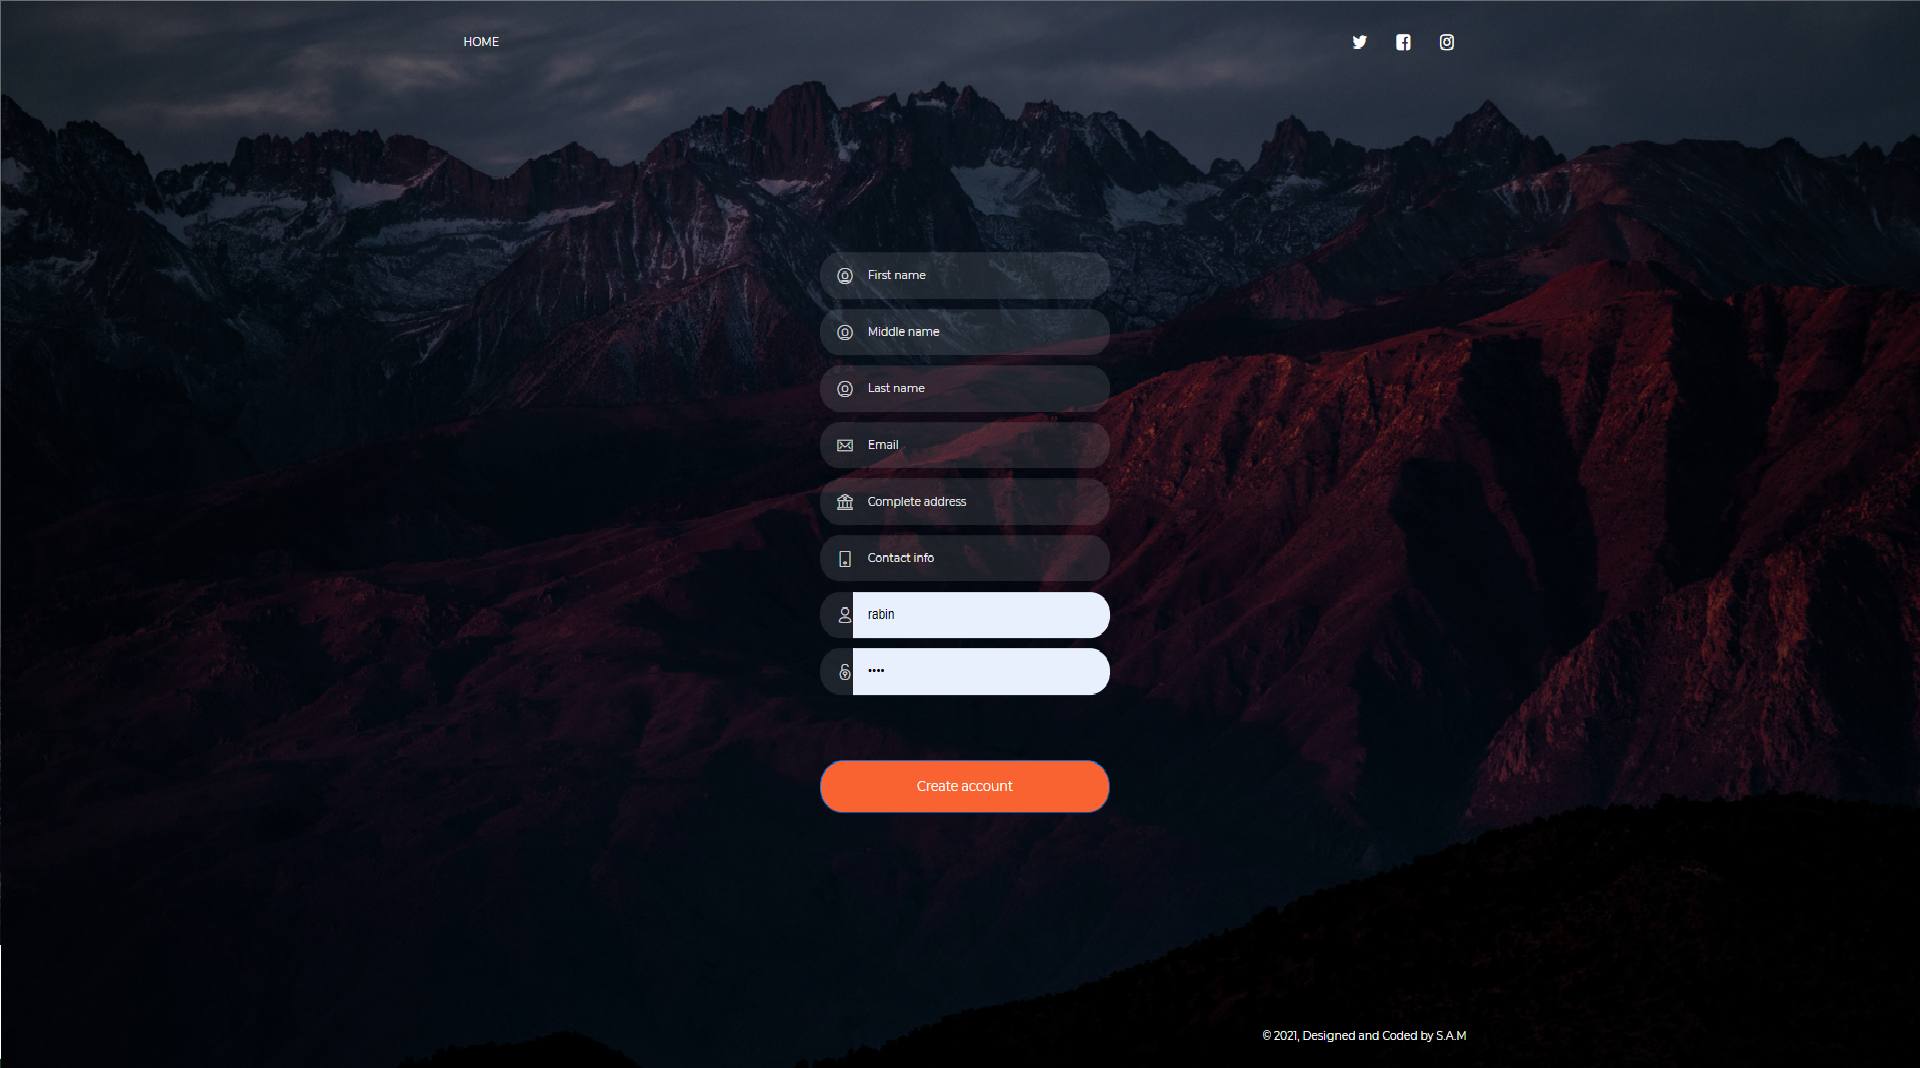 HOME
First name
Middle name
Last name
Email
Complete address
Contact info
rabin
••••
Create account
© 2021, Designed and Coded by S.A.M